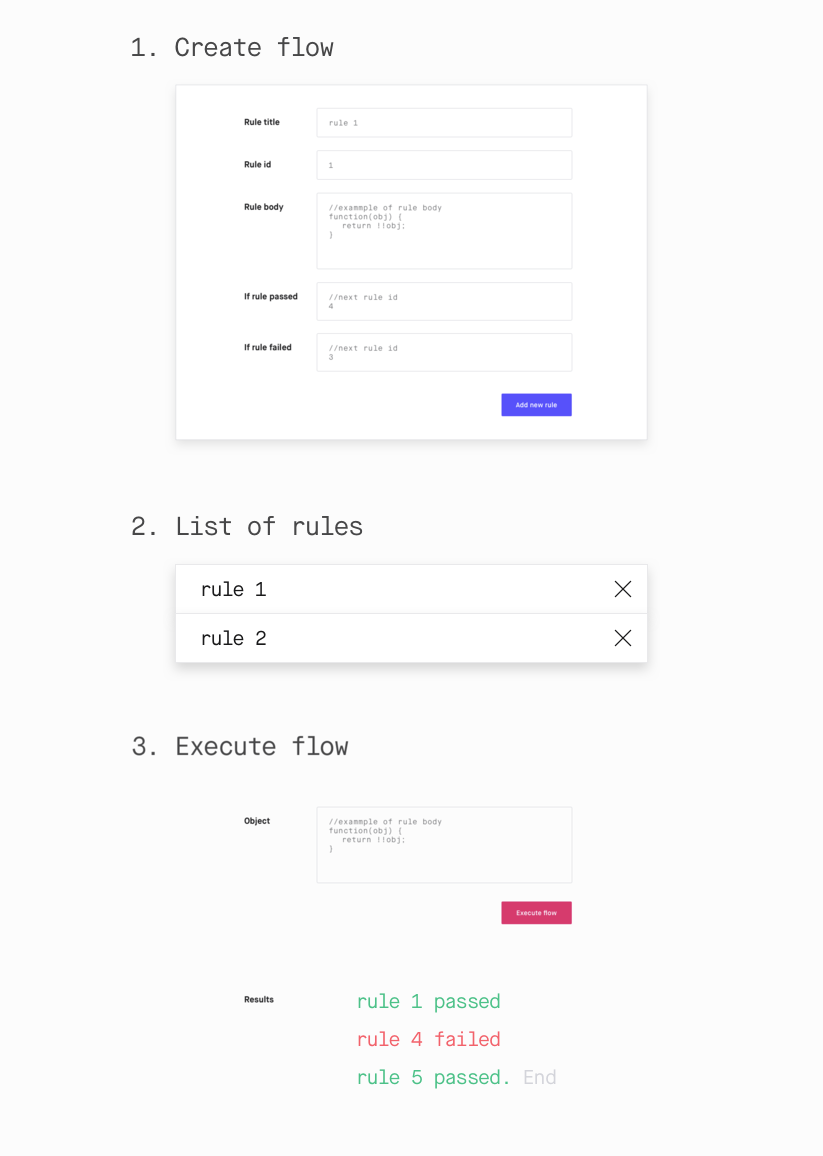 1. Create flow
Rule title
rule 1
Rule id
1
Rule body
//exammple of rule body
function(obj) {
return !!obj;
}
If rule passed
//next rule id
4
If rule failed
//next rule id
3
Add new rule
2. List of rules
rule 1
rule 2
3. Execute flow
Object
//exammple of rule body
function(obj) {
return !!obj;
}
Execute flow
Results
rule 1 passed
rule 4 failed
rule 5 passed. End